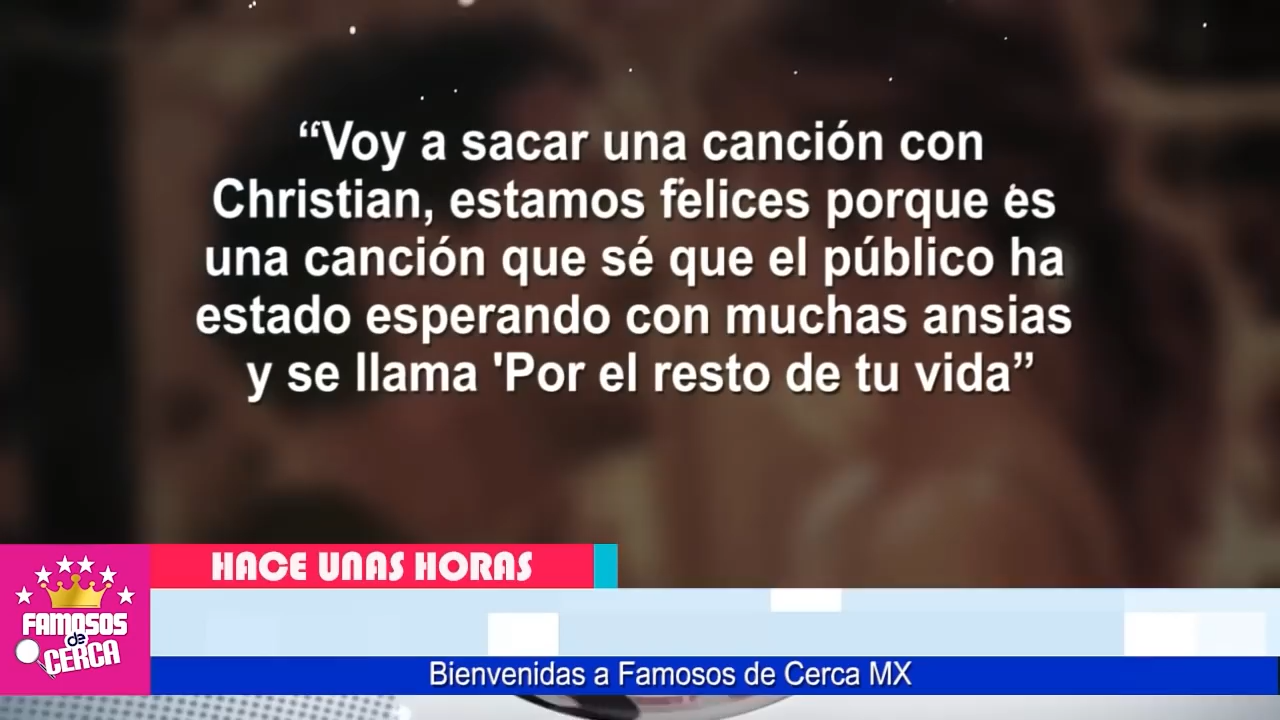 “Voy a sacar una canción con
Christian, estamos felices porque es
una canción que sé que el público ha
estado esperando con muchas ansias
y se llama 'Por el resto de tu vida”
HACE UNAS HORAS
FAMOSOS
de
CERCA
Bienvenidas a Famosos de Cerca MX